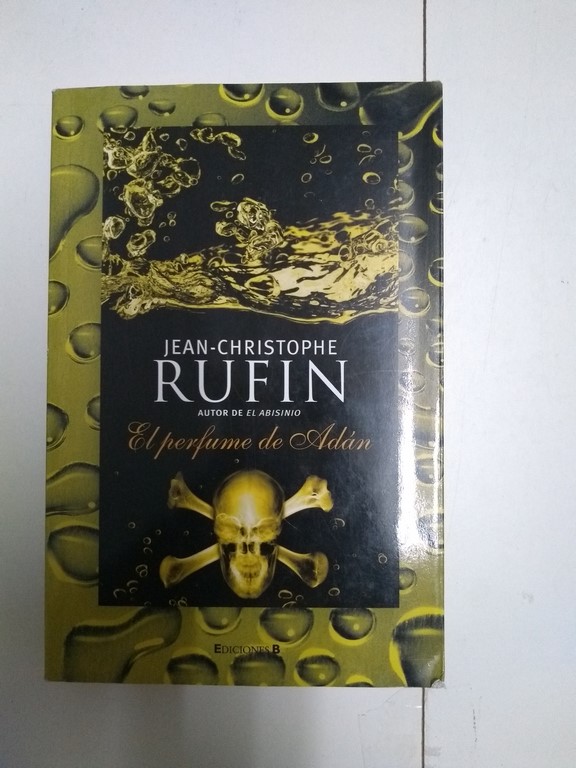 JEAN-CHRISTOPHE
RUFIN
AUTOR DE EL ABISINIO
El perfume de Adán
EDICIONES B